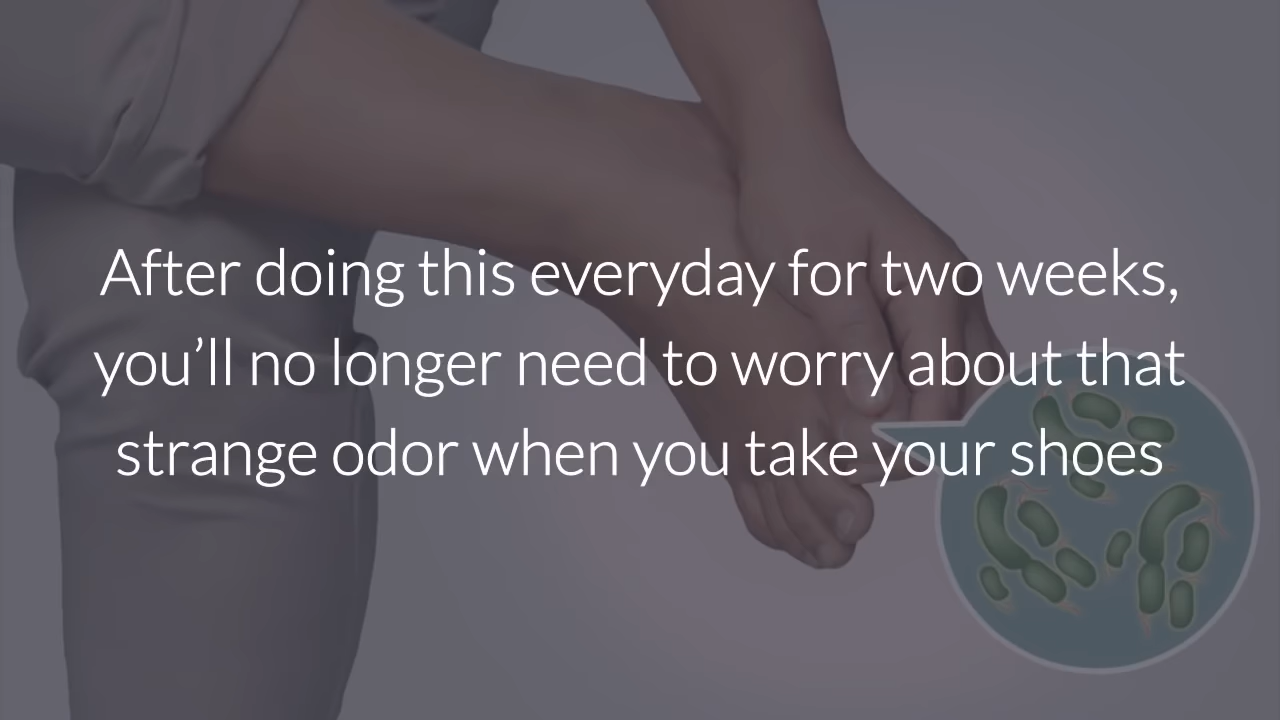 After doing this everyday for two weeks,
you’ll no longer need to worry about that
strange odor when you take your shoes